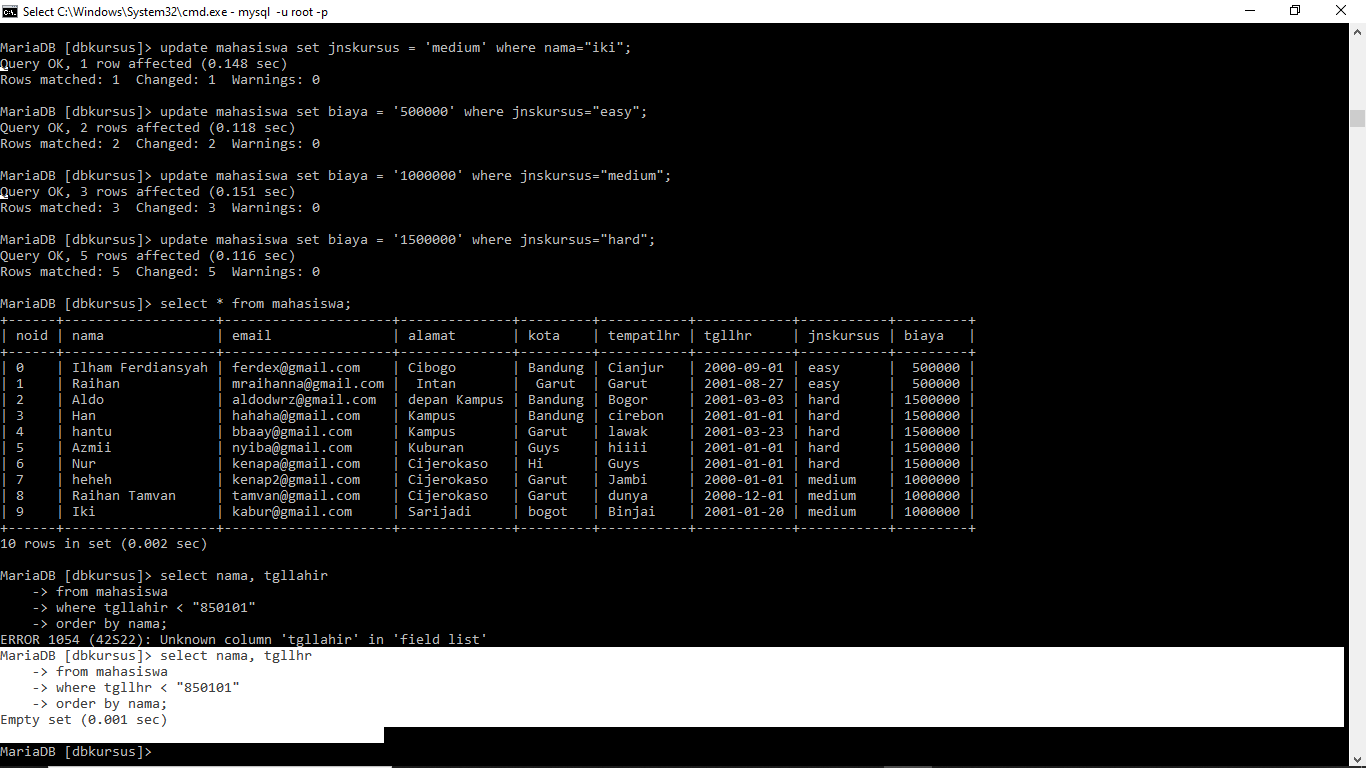 Select C:\Windows\System32\cmd.exe - mysql  -u root -p
MariaDB [dbkursus]> update mahasiswa set jnskursus = 'medium' where nama="iki";
Query OK, 1 row affected (0.148 sec)
Rows matched: 1  Changed: 1  Warnings: 0
MariaDB [dbkursus]> update mahasiswa set biaya = '500000' where jnskursus="easy";
Query OK, 2 rows affected (0.118 sec)
Rows matched: 2  Changed: 2  Warnings: 0
MariaDB [dbkursus]> update mahasiswa set biaya = '1000000' where jnskursus="medium";
Query OK, 3 rows affected (0.151 sec)
Rows matched: 3  Changed: 3  Warnings: 0
MariaDB [dbkursus]> update mahasiswa set biaya = '1500000' where jnskursus="hard";
Query OK, 5 rows affected (0.116 sec)
Rows matched: 5  Changed: 5  Warnings: 0
MariaDB [dbkursus]> select * from mahasiswa;
+------+-------------------+---------------------+--------------+---------+-----------+------------+-----------+---------+
| noid | nama              | email               | alamat       | kota    | tempatlhr | tgllhr     | jnskursus | biaya   |
+------+-------------------+---------------------+--------------+---------+-----------+------------+-----------+---------+
| 0    | Ilham Ferdiansyah | ferdex@gmail.com    | Cibogo       | Bandung | Cianjur   | 2000-09-01 | easy      |  500000 |
| 1    | Raihan            | mraihanna@gmail.com |  Intan       |  Garut  | Garut     | 2001-08-27 | easy      |  500000 |
| 2    | Aldo              | aldodwrz@gmail.com  | depan Kampus | Bandung | Bogor     | 2001-03-03 | hard      | 1500000 |
| 3    | Han               | hahaha@gmail.com    | Kampus       | Bandung | cirebon   | 2001-01-01 | hard      | 1500000 |
| 4    | hantu             | bbaay@gmail.com     | Kampus       | Garut   | lawak     | 2001-03-23 | hard      | 1500000 |
| 5    | Azmii             | nyiba@gmail.com     | Kuburan      | Guys    | hiiii     | 2001-01-01 | hard      | 1500000 |
| 6    | Nur               | kenapa@gmail.com    | Cijerokaso   | Hi      | Guys      | 2001-01-01 | hard      | 1500000 |
| 7    | heheh             | kenap2@gmail.com    | Cijerokaso   | Garut   | Jambi     | 2000-01-01 | medium    | 1000000 |
| 8    | Raihan Tamvan     | tamvan@gmail.com    | Cijerokaso   | Garut   | dunya     | 2000-12-01 | medium    | 1000000 |
| 9    | Iki               | kabur@gmail.com     | Sarijadi     | bogot   | Binjai    | 2001-01-20 | medium    | 1000000 |
+------+-------------------+---------------------+--------------+---------+-----------+------------+-----------+---------+
10 rows in set (0.002 sec)
MariaDB [dbkursus]> select nama, tgllahir
    -> from mahasiswa
    -> where tgllahir < "850101"
    -> order by nama;
ERROR 1054 (42S22): Unknown column 'tgllahir' in 'field list'
MariaDB [dbkursus]> select nama, tgllhr
    -> from mahasiswa
    -> where tgllhr < "850101"
    -> order by nama;
Empty set (0.001 sec)
MariaDB [dbkursus]>